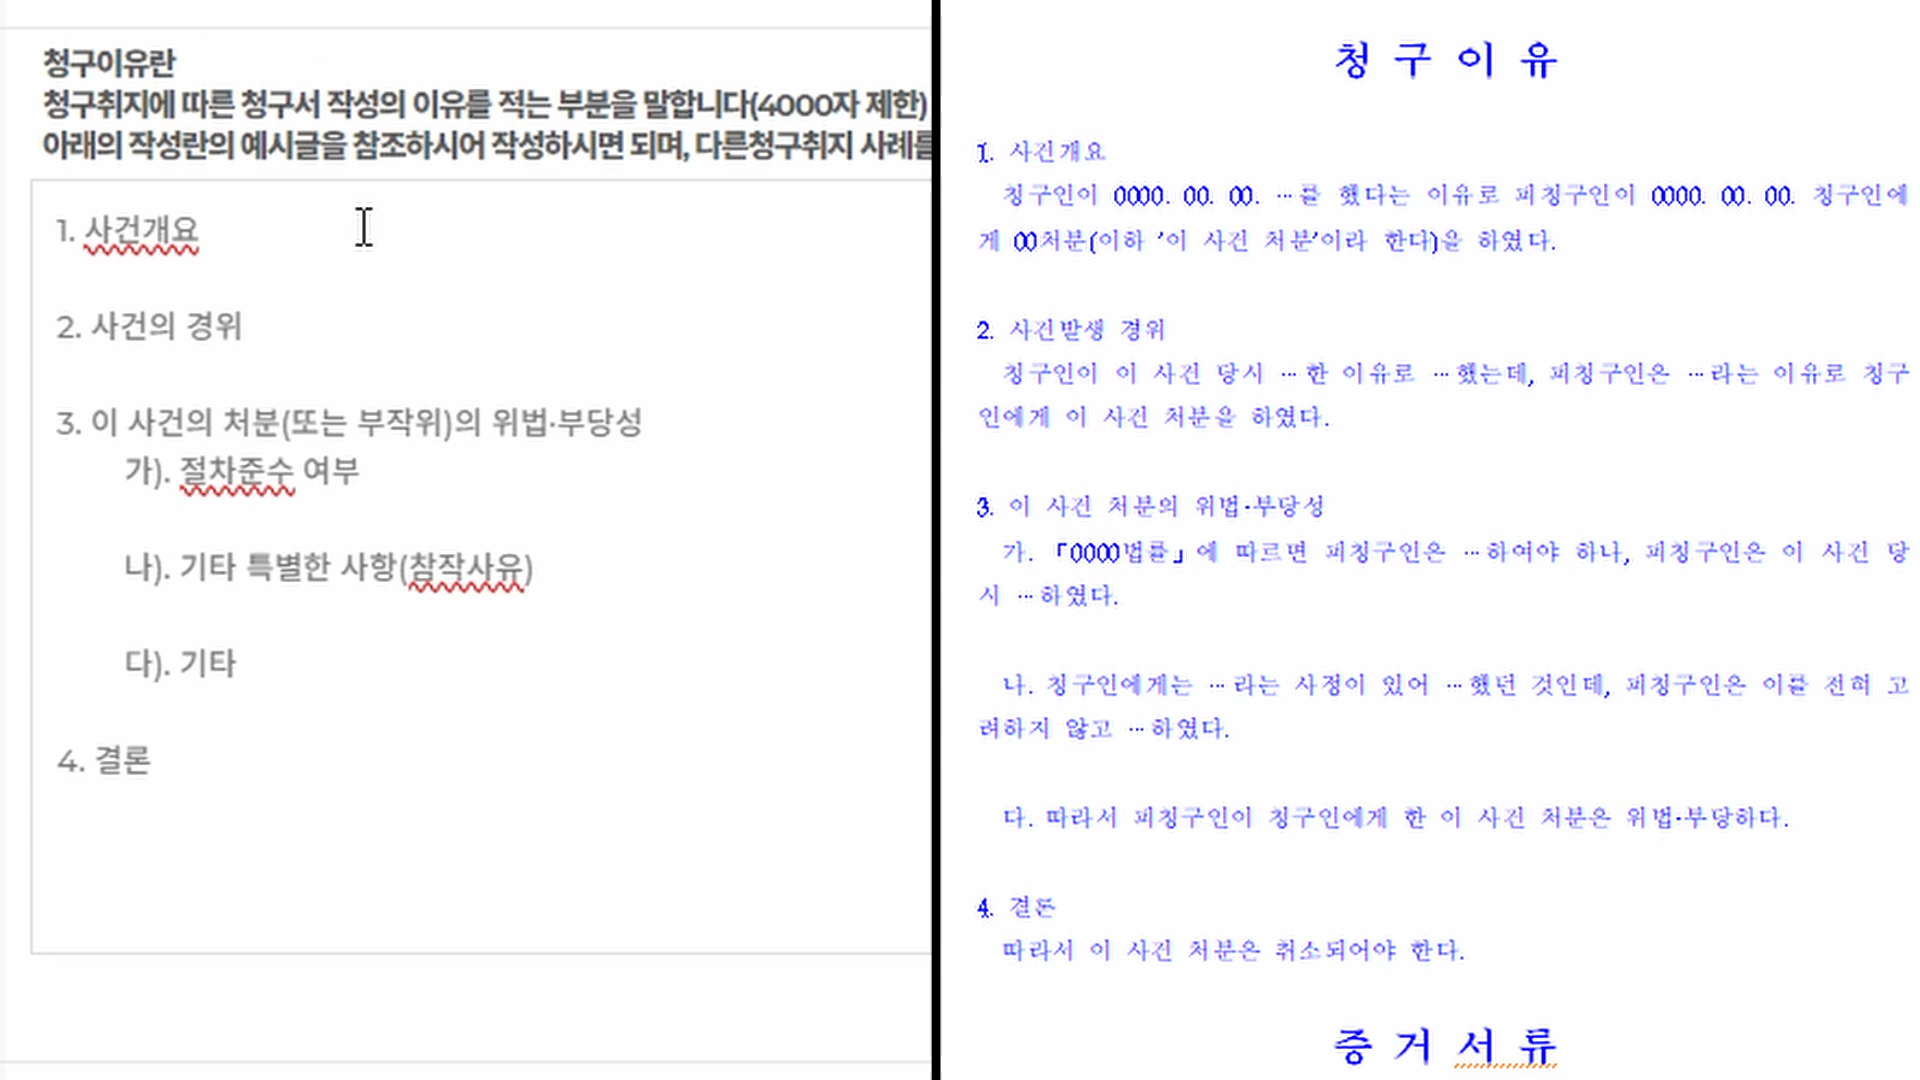 청구이유란
청구취지에 따른 청구서 작성의 이유를 적는 부분을 말합니다(4000자 제한)
아래의 작성란의 예시글을 참조하시어 작성하시면 되며, 다른청구취지 사례를
1. 사건개요
2. 사건의 경위
3. 이 사건의 처분(또는 부작위)의 위법·부당성
가). 절차준수 여부
나). 기타 특별한 사항(참작사유)
다). 기타
4. 결론
청 구 이 유
1. 사건개요
청구인이 0000. 00. 00. …를 했다는 이유로 피청구인이 0000. 00. 00. 청구인에
게 00처분(이하 '이 사건 처분'이라 한다)을 하였다.
2. 사건발생 경위
청구인이 이 사건 당시 …한 이유로 …했는데, 피청구인은 …라는 이유로 청구
인에게 이 사건 처분을 하였다.
3. 이 사건 처분의 위법·부당성
가. 「0000법률」에 따르면 피청구인은 …하여야 하나, 피청구인은 이 사건 당
시 …하였다.
나. 청구인에게는 …라는 사정이 있어 …했던 것인데, 피청구인은 이를 전혀 고
려하지 않고 …하였다.
다. 따라서 피청구인이 청구인에게 한 이 사건 처분은 위법·부당하다.
4. 결론
따라서 이 사건 처분은 취소되어야 한다.
증 거 서 류